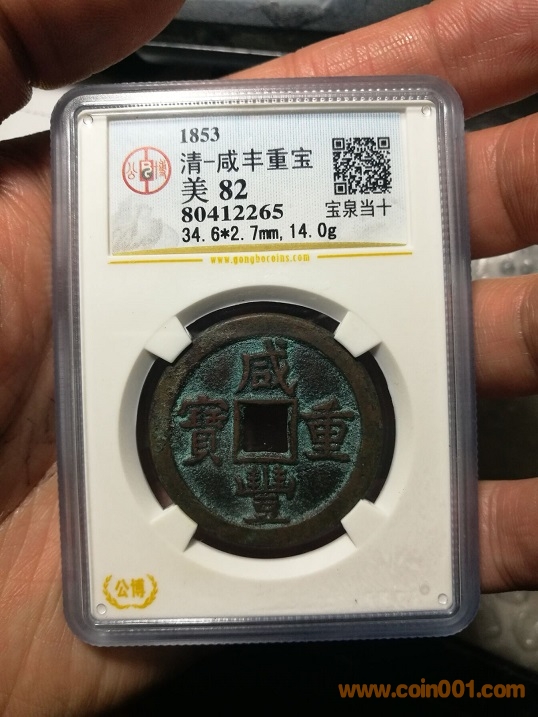 1853
清-咸丰重宝
美 82
80412265
宝泉当十
34.6*2.7mm, 14.0g
www.gongbocoins.com
咸
寶 重
豐
公博
www.coin001.com